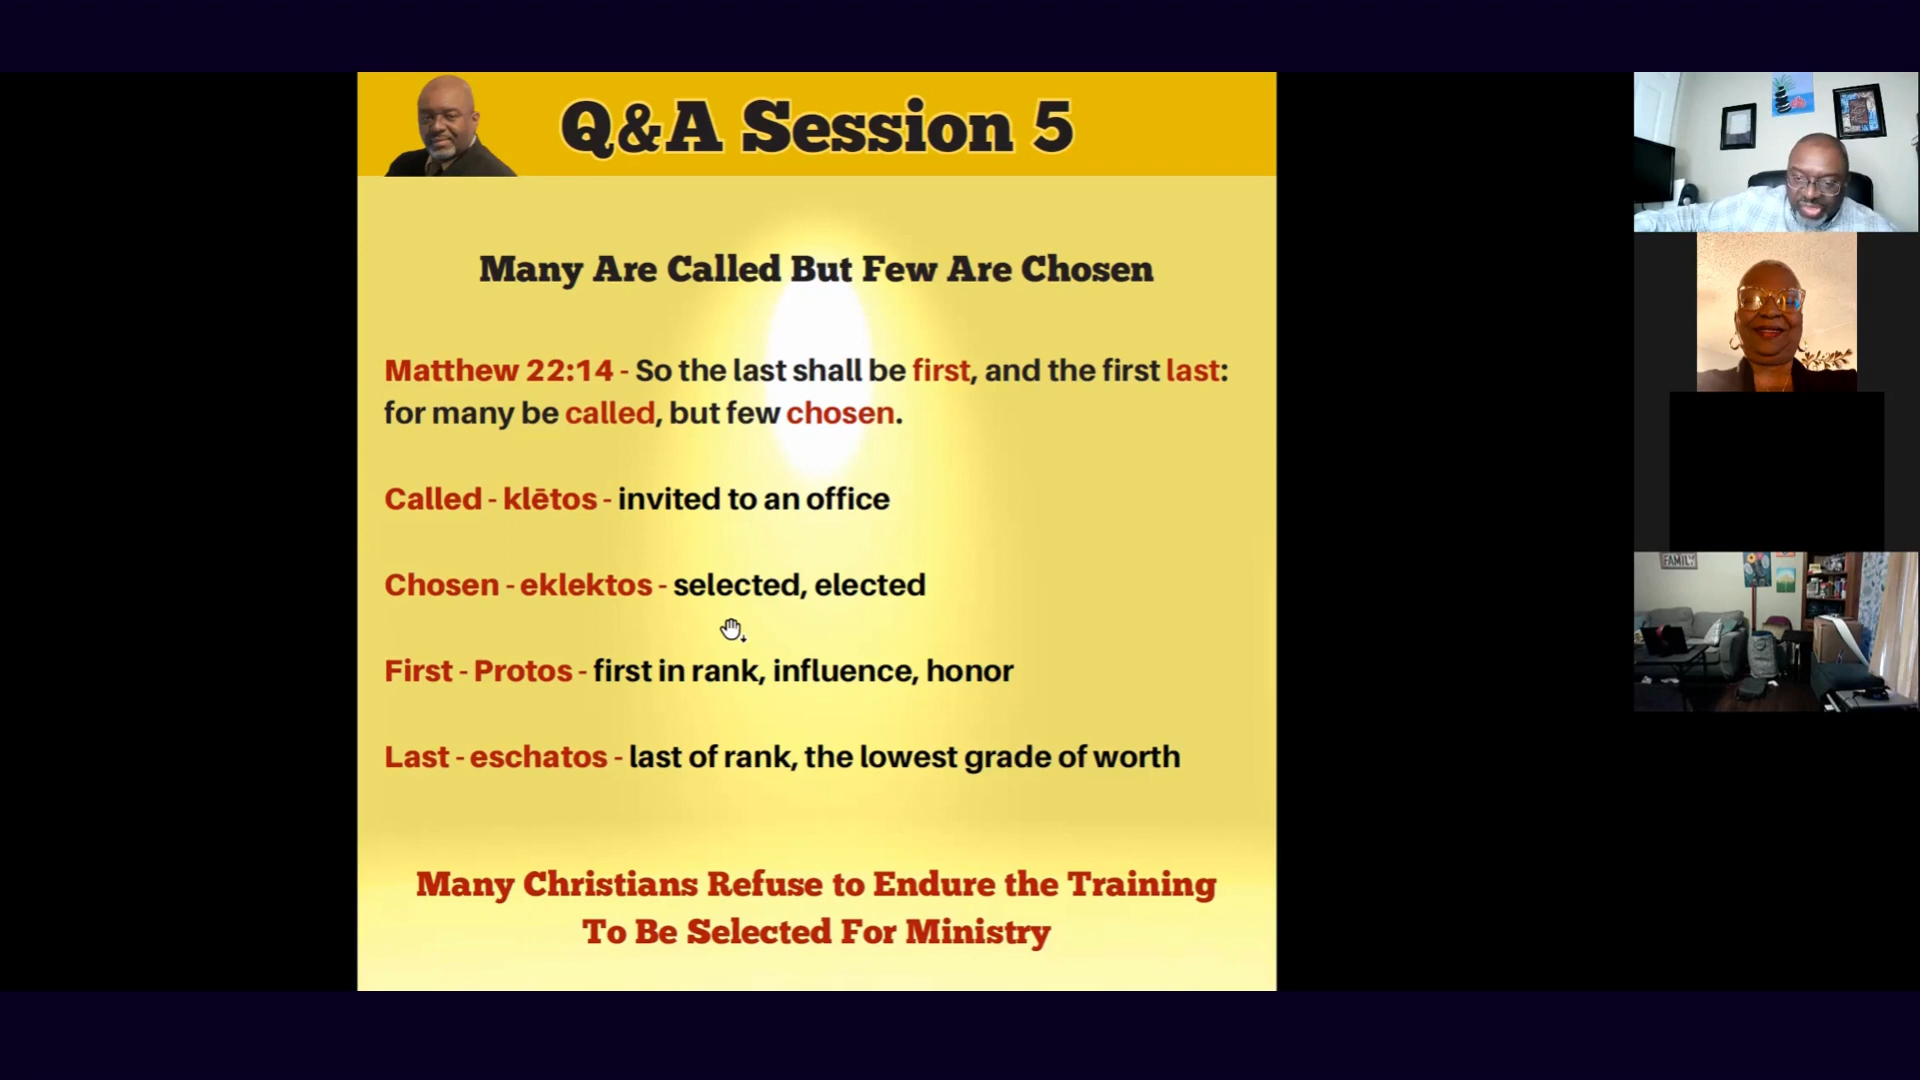 Q&A Session 5
Many Are Called But Few Are Chosen
Matthew 22:14 - So the last shall be first, and the first last:
for many be called, but few chosen.
Called - klētos - invited to an office
Chosen - eklektos - selected, elected
First - Protos - first in rank, influence, honor
Last - eschatos - last of rank, the lowest grade of worth
Many Christians Refuse to Endure the Training
To Be Selected For Ministry
FAMILY